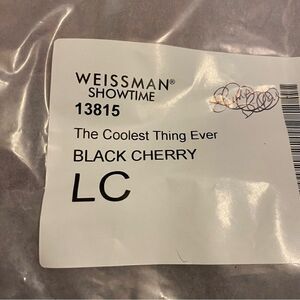 WEISSMAN®
SHOWTIME
13815
The Coolest Thing Ever
BLACK CHERRY
LC